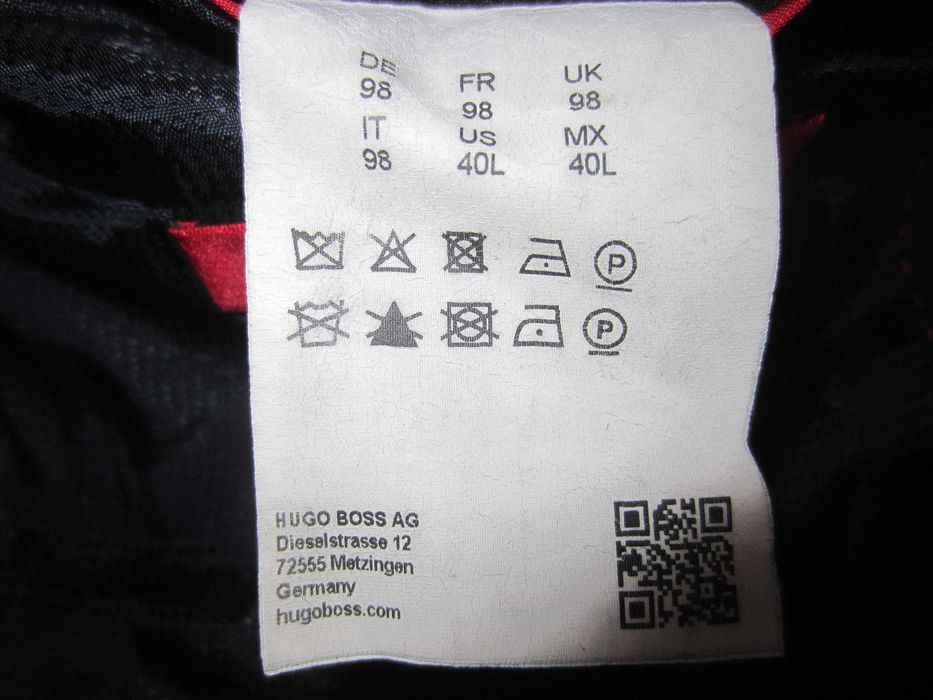 DE FR UK
98 98 98
IT US MX
98 40L 40L
P
P
HUGO BOSS AG
Dieselstrasse 12
72555 Metzingen
Germany
hugoboss.com